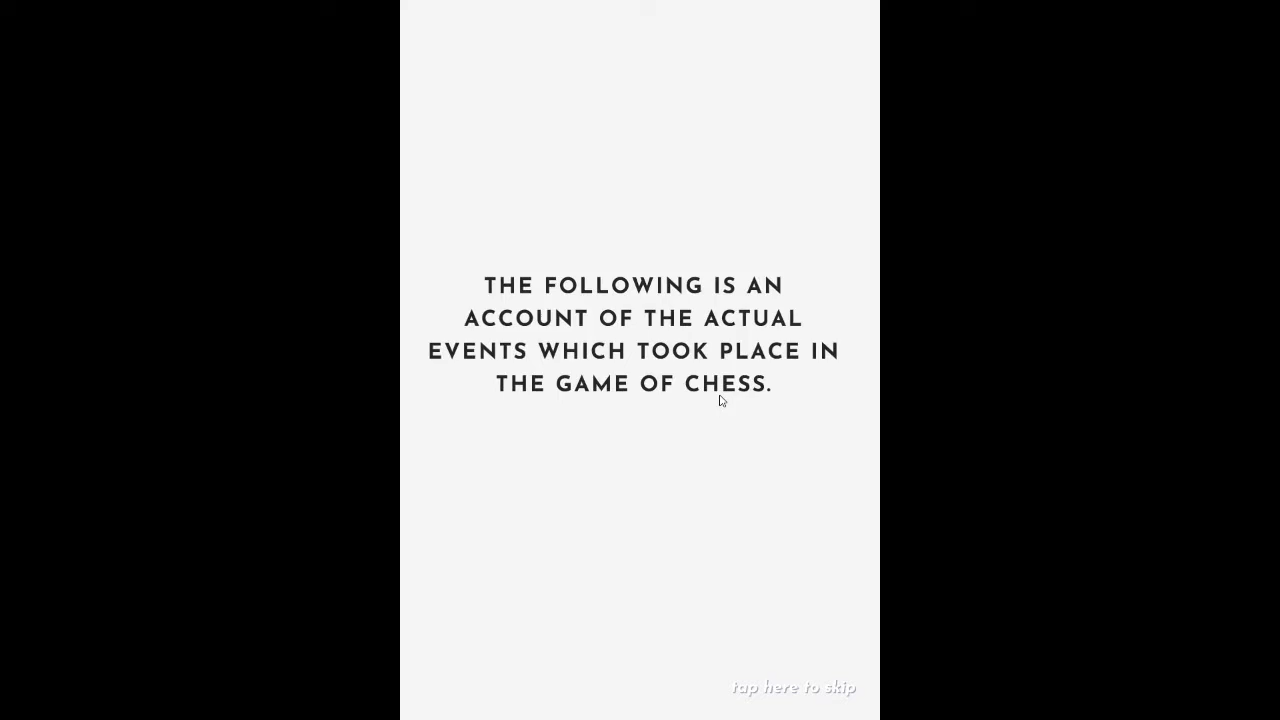 THE FOLLOWING IS AN
ACCOUNT OF THE ACTUAL
EVENTS WHICH TOOK PLACE IN
THE GAME OF CHESS.
tap here to skip